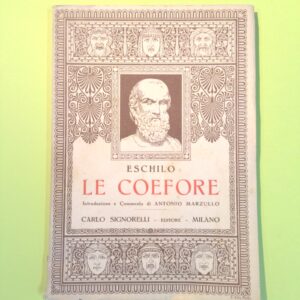 ESCHILO
LE COEFORE
Introduzione e Commento di ANTONIO MARZULLO
CARLO SIGNORELLI - EDITORE - MILANO